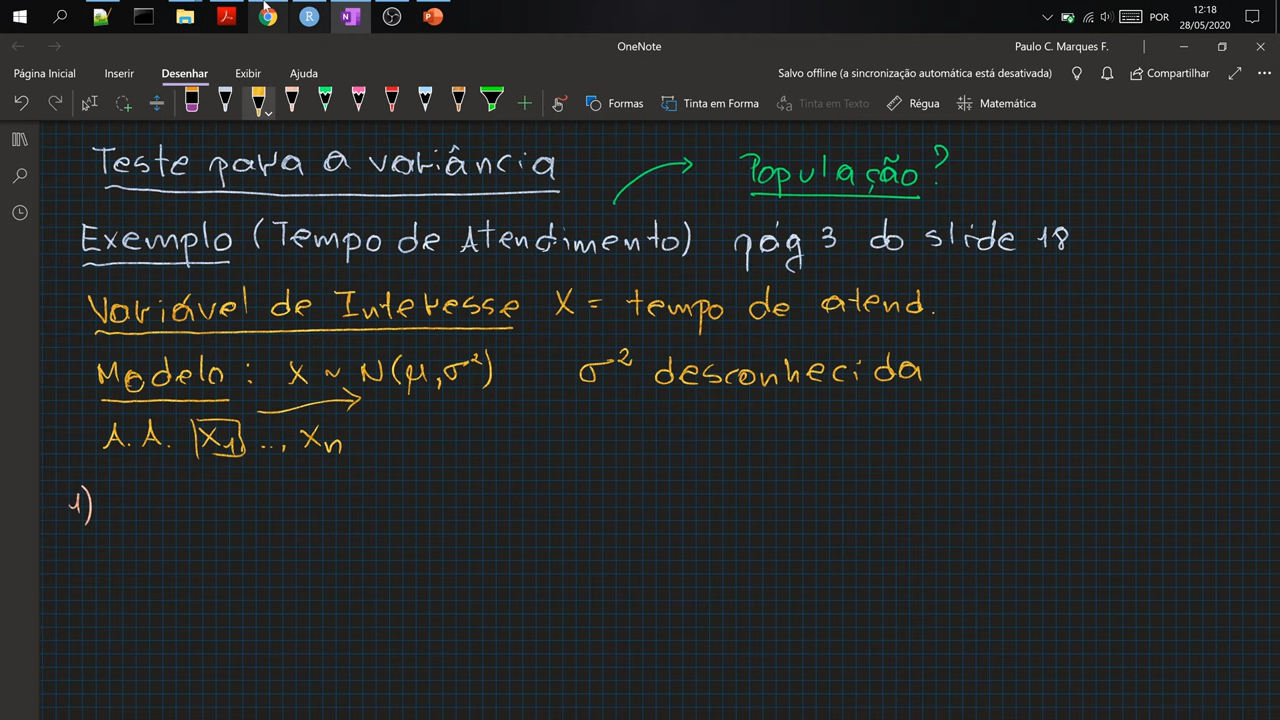 12:18
POR
28/05/2020
OneNote
Paulo C. Marques F.
Página Inicial Inserir Desenhar Exibir Ajuda
Salvo offline (a sincronização automática está desativada)
Compartilhar
Formas Tinta em Forma Tinta em Texto Régua Matemática
Teste para a variância
População?
Exemplo (Tempo de Atendimento) pág 3 do slide 18
Variável de Interesse X = tempo de atend.
Modelo: X ~ N(μ,σ²) σ² desconhecida
A.A. X1, .., Xn
1)